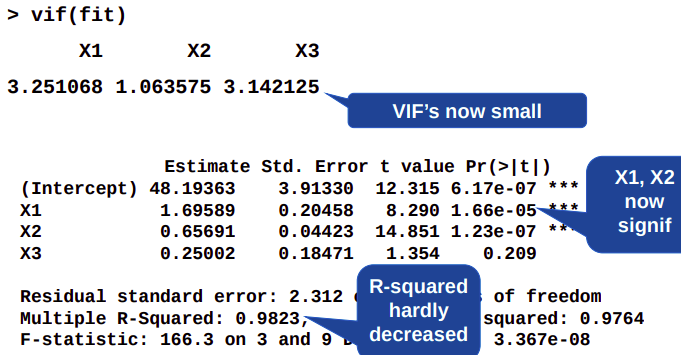 > vif(fit)
X1 X2 X3
3.251068 1.063575 3.142125
VIF's now small
Estimate Std. Error t value Pr(>|t|)
(Intercept) 48.19363 3.91330 12.315 6.17e-07 ***
X1 1.69589 0.20458 8.290 1.66e-05 ***
X2 0.65691 0.04423 14.851 1.23e-07 ***
X3 0.25002 0.18471 1.354 0.209
X1, X2
now
signif
Residual standard error: 2.312 of freedom
Multiple R-Squared: 0.9823, squared: 0.9764
F-statistic: 166.3 on 3 and 9 3.367e-08
R-squared
hardly
decreased